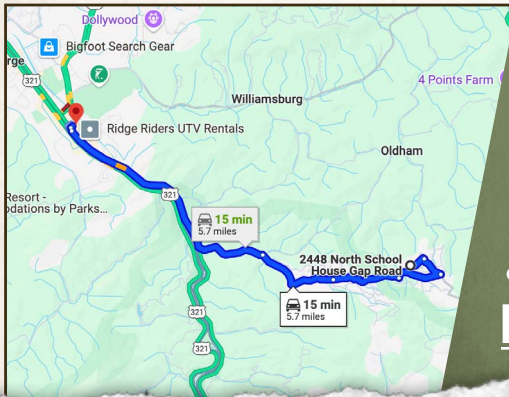 Dollywood
Bigfoot Search Gear
rge
321
4 Points Farm
Williamsburg
Ridge Riders UTV Rentals
Oldham
Resort -
odations by Parks...
321
15 min
5.7 miles
2448 North School
House Gap Road
15 min
5.7 miles
321
321